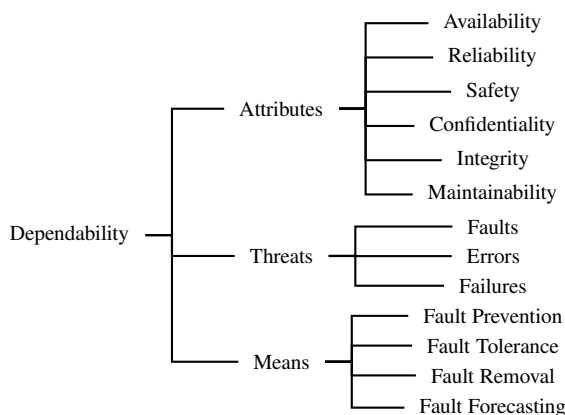 Dependability
Attributes
Availability
Reliability
Safety
Confidentiality
Integrity
Maintainability
Threats
Faults
Errors
Failures
Means
Fault Prevention
Fault Tolerance
Fault Removal
Fault Forecasting